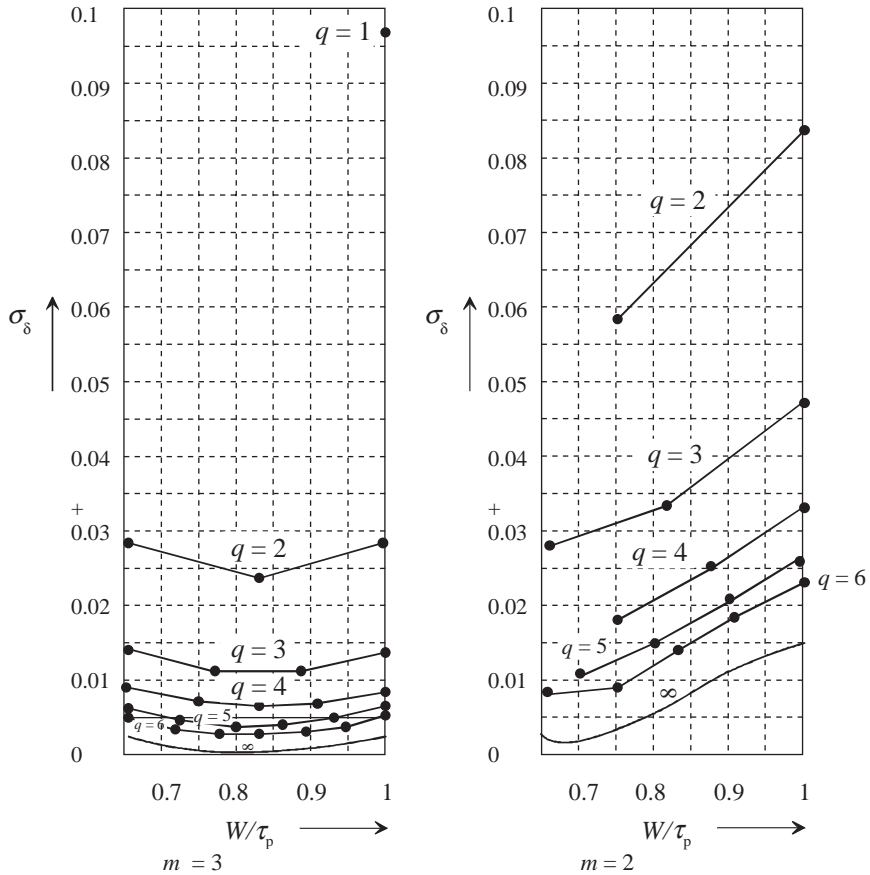 0.1
q = 1
0.09
0.08
0.07
0.06
σδ
0.05
0.04
+
0.03
q = 2
0.02
q = 3
0.01
q = 4
q = 5
q = 6
∞
0
0.7 0.8 0.9 1
W/τp
m = 3
0.1
0.09
0.08
q = 2
0.07
0.06
σδ
0.05
0.04
q = 3
+
0.03
q = 4
0.02
q = 6
q = 5
0.01
∞
0
0.7 0.8 0.9 1
W/τp
m = 2